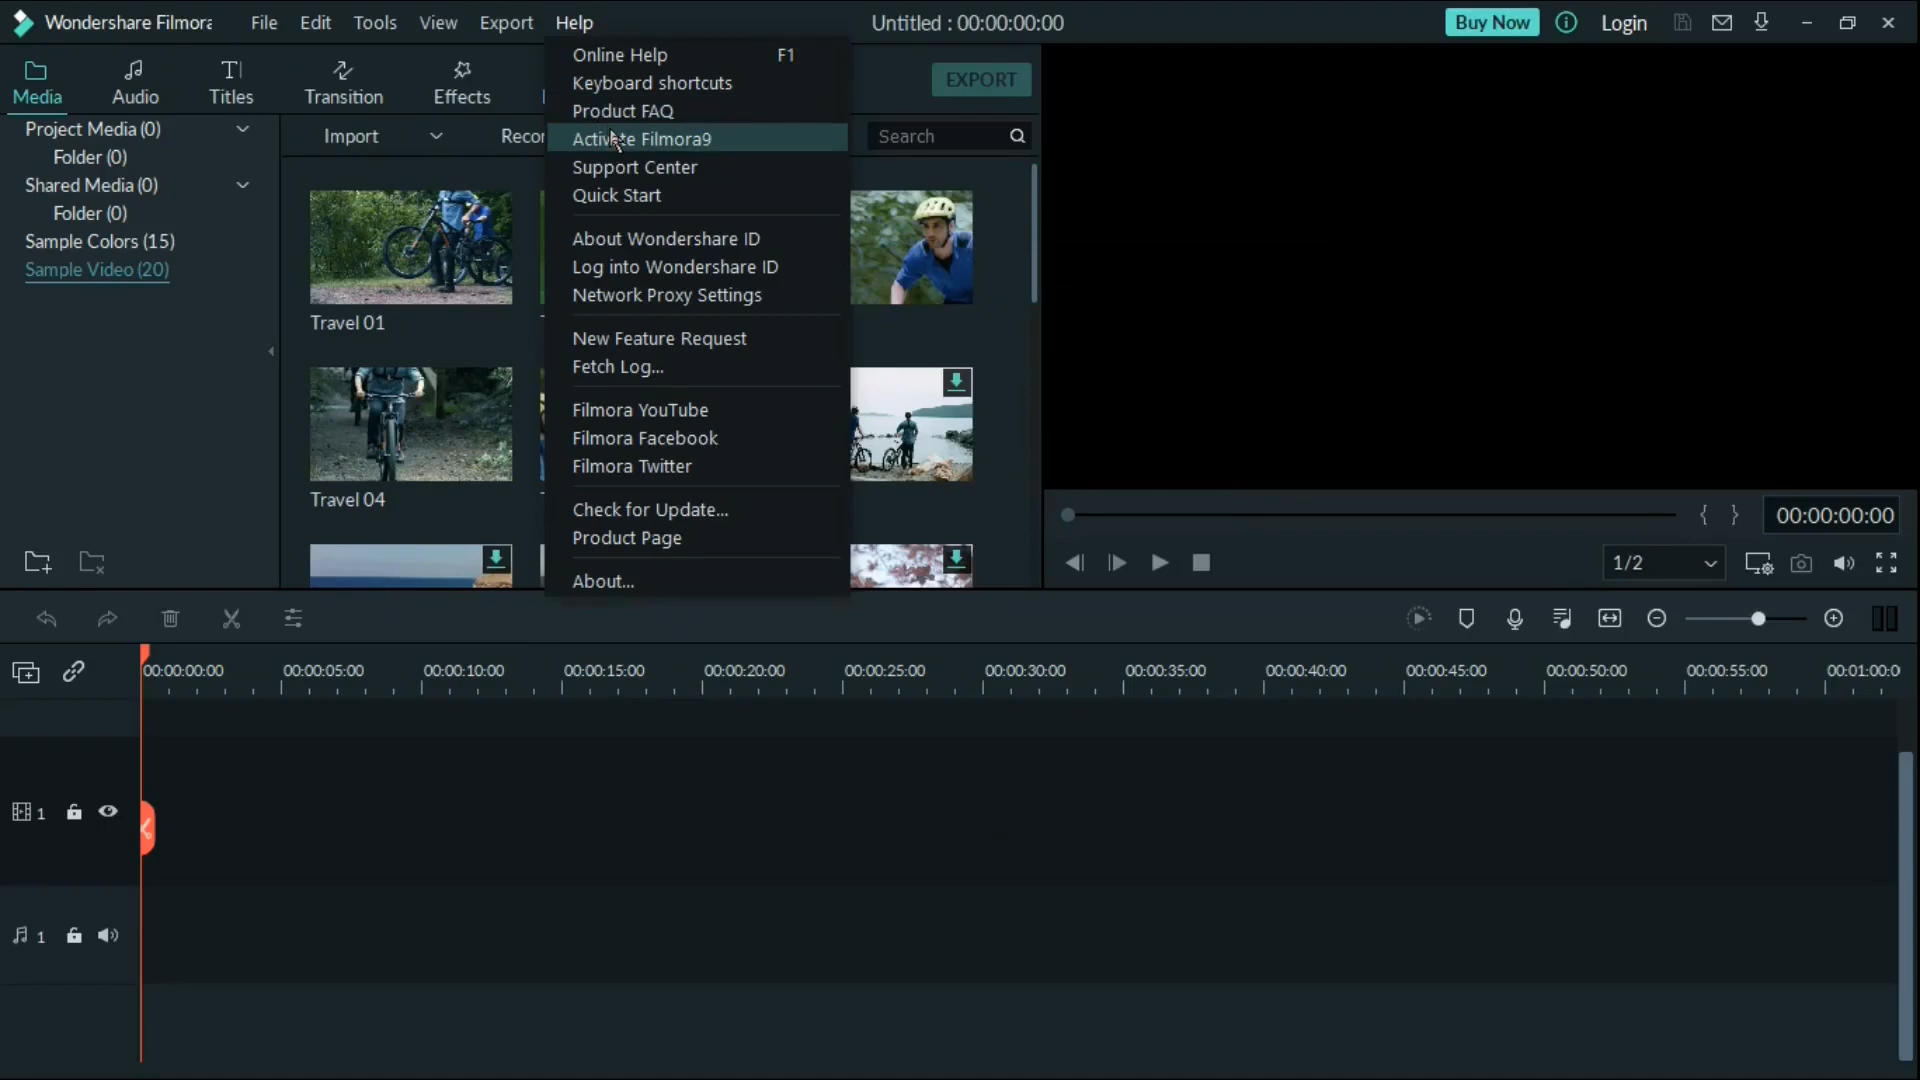 Wondershare Filmora
File Edit Tools View Export Help
Untitled : 00:00:00:00
Buy Now
Login
Media
Audio
Titles
Transition
Effects
EXPORT
Online Help F1
Keyboard shortcuts
Product FAQ
Activate Filmora9
Support Center
Quick Start
About Wondershare ID
Log into Wondershare ID
Network Proxy Settings
New Feature Request
Fetch Log...
Filmora YouTube
Filmora Facebook
Filmora Twitter
Check for Update...
Product Page
About...
Project Media (0)
Folder (0)
Shared Media (0)
Folder (0)
Sample Colors (15)
Sample Video (20)
Import
Recor
Search
Travel 01
Travel 04
{ }
00:00:00:00
1/2
00:00:00:00 00:00:05:00 00:00:10:00 00:00:15:00 00:00:20:00 00:00:25:00 00:00:30:00 00:00:35:00 00:00:40:00 00:00:45:00 00:00:50:00 00:00:55:00 00:01:00:0
1
1